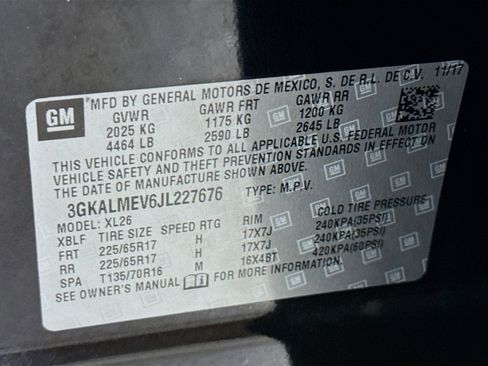 GM
*MFD BY GENERAL MOTORS DE MEXICO, S. DE R.L. DE C.V. 11/17
GVWR GAWR FRT GAWR RR
2025 KG 1175 KG 1200 KG
4464 LB 2590 LB 2645 LB
THIS VEHICLE CONFORMS TO ALL APPLICABLE U.S. FEDERAL MOTOR
VEHICLE SAFETY AND THEFT PREVENTION STANDARDS IN EFFECT ON
THE DATE OF MANUFACTURE SHOWN ABOVE.
3GKALMEV6JL227676 TYPE: M.P.V.
MODEL: XL26
XBLF TIRE SIZE SPEED RTG RIM COLD TIRE PRESSURE
FRT 225/65R17 H 17X7J 240KPA(35PSI)
RR 225/65R17 H 17X7J 240KPA(35PSI)
SPA T135/70R16 M 16X4BT 420KPA(60PSI)
SEE OWNER'S MANUAL FOR MORE INFORMATION.